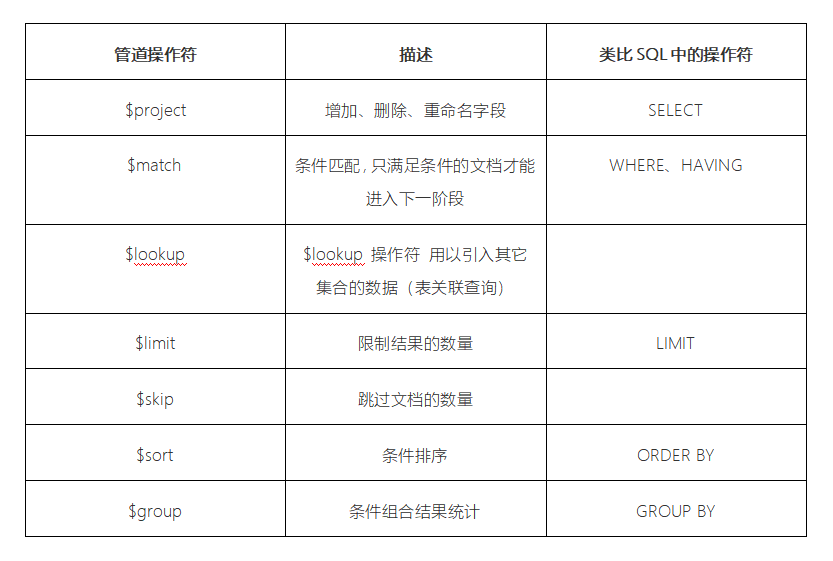 管道操作符 描述 类比 SQL 中的操作符
$project 增加、删除、重命名字段 SELECT
$match 条件匹配,只满足条件的文档才能 WHERE、HAVING
进入下一阶段
$lookup $lookup 操作符 用以引入其它
集合的数据（表关联查询）
$limit 限制结果的数量 LIMIT
$skip 跳过文档的数量
$sort 条件排序 ORDER BY
$group 条件组合结果统计 GROUP BY